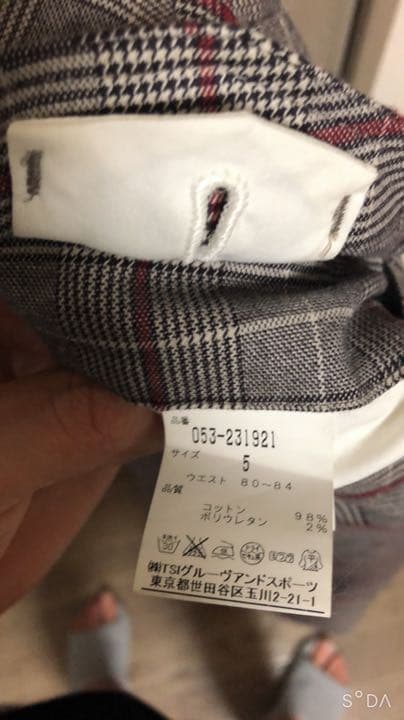 品番
053-231921
サイズ
5
ウエスト 80~84
品質
コットン 98%
ポリウレタン 2%
㈱TSIグルーヴアンドスポーツ
東京都世田谷区玉川2-21-1
S°DA